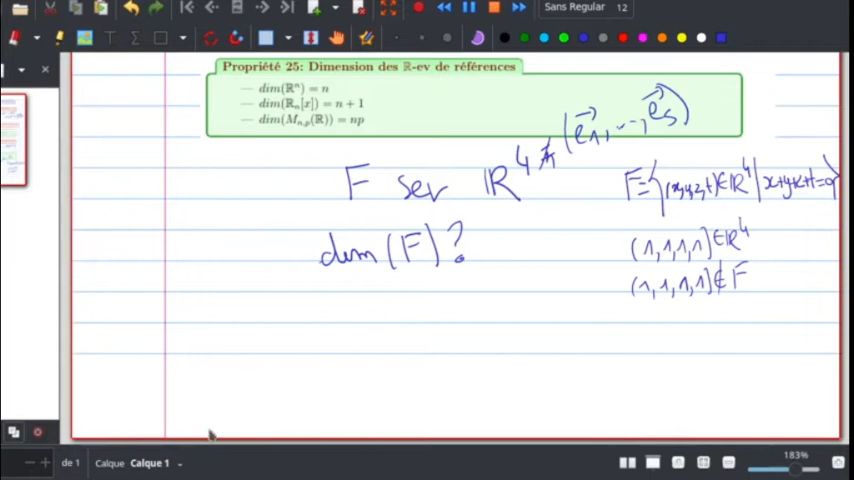 Sans Regular 12
Propriété 25: Dimension des ℝ-ev de références
— dim(ℝⁿ) = n
— dim(ℝₙ[x]) = n + 1
— dim(Mₙ,ₚ(ℝ)) = np
(e⃗₁, ..., e⃗₅)
F sev ℝ⁴
F = {(x,y,z,t) ∈ ℝ⁴ | x+y+z+t=0}
dim(F)?
(1,1,1,1) ∈ ℝ⁴
(1,1,1,1) ∉ F
de 1 Calque Calque 1
183%